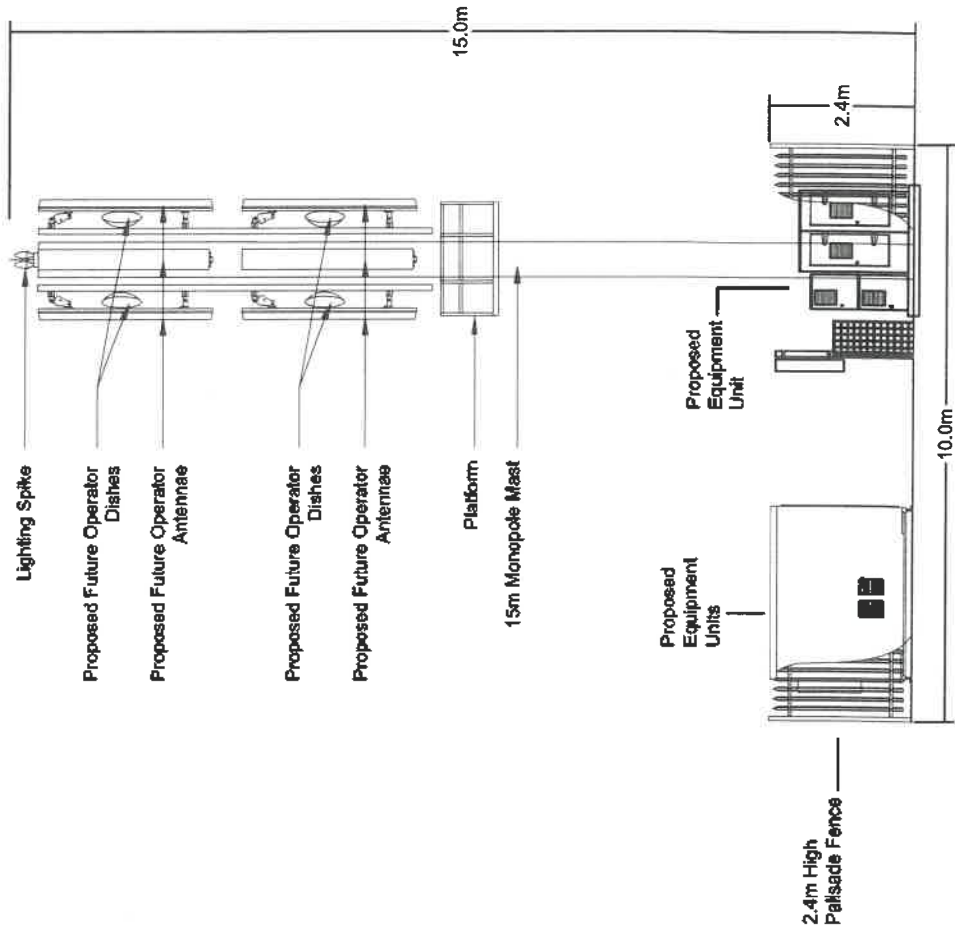 15.0m
Lighting Spike
Proposed Future Operator
Dishes
Proposed Future Operator
Antennae
Proposed Future Operator
Dishes
Proposed Future Operator
Antennae
Platform
15m Monopole Mast
Proposed
Equipment
Unit
2.4m
Proposed
Equipment
Units
2.4m High
Palisade Fence
10.0m